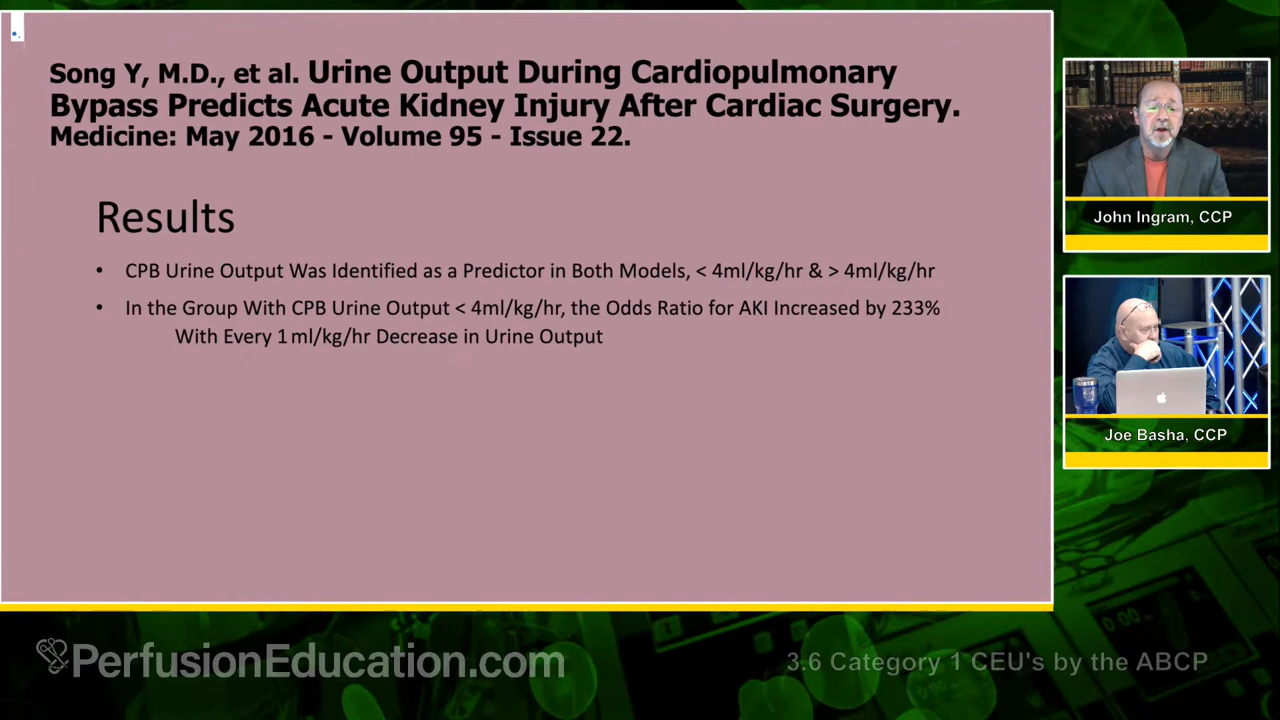 Song Y, M.D., et al. Urine Output During Cardiopulmonary
Bypass Predicts Acute Kidney Injury After Cardiac Surgery.
Medicine: May 2016 - Volume 95 - Issue 22.
Results
• CPB Urine Output Was Identified as a Predictor in Both Models, < 4ml/kg/hr & > 4ml/kg/hr
• In the Group With CPB Urine Output < 4ml/kg/hr, the Odds Ratio for AKI Increased by 233%
With Every 1 ml/kg/hr Decrease in Urine Output
John Ingram, CCP
Joe Basha, CCP
PerfusionEducation.com
3.6 Category 1 CEU's by the ABCP